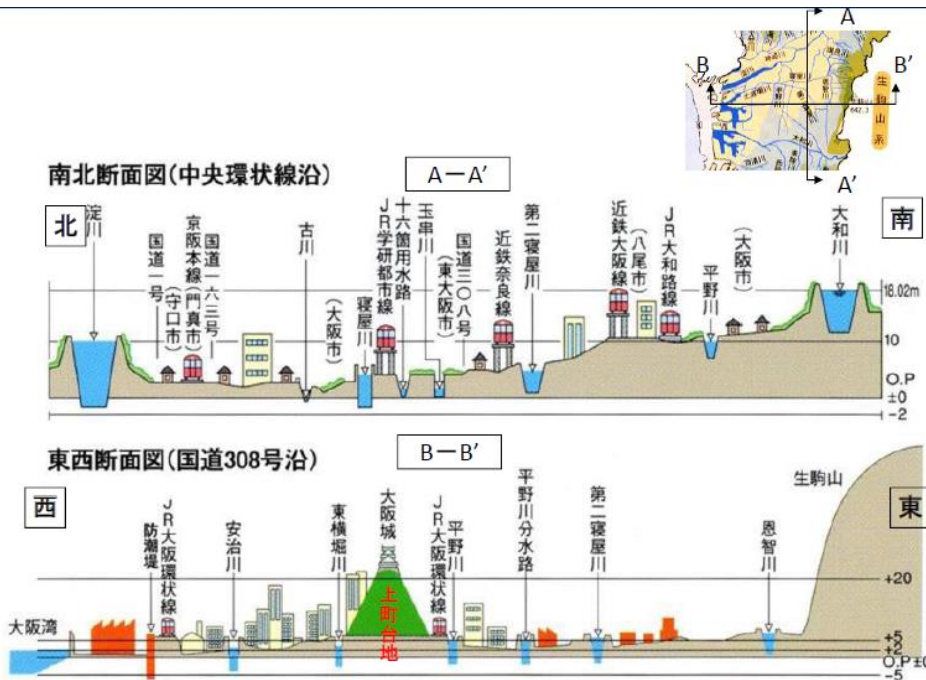 A
B
B'
生駒山系
A'
南北断面図(中央環状線沿)
A－A'
北
南
淀川
国道一号
(守口市)
京阪本線
(門真市)
国道一六三号
古川
(大阪市)
寝屋川
JR学研都市線
十六箇用水路
玉串川
(東大阪市)
国道三〇八号
近鉄奈良線
第二寝屋川
近鉄大阪線
(八尾市)
JR大和路線
平野川
(大阪市)
大和川
18.02m
10
O.P
±0
-2
東西断面図(国道308号沿)
B－B'
西
東
大阪湾
防潮堤
JR大阪環状線
安治川
東横堀川
大阪城
上町台地
JR大阪環状線
平野川
平野川分水路
第二寝屋川
恩智川
生駒山
+20
+5
+2
O.P±0
-5